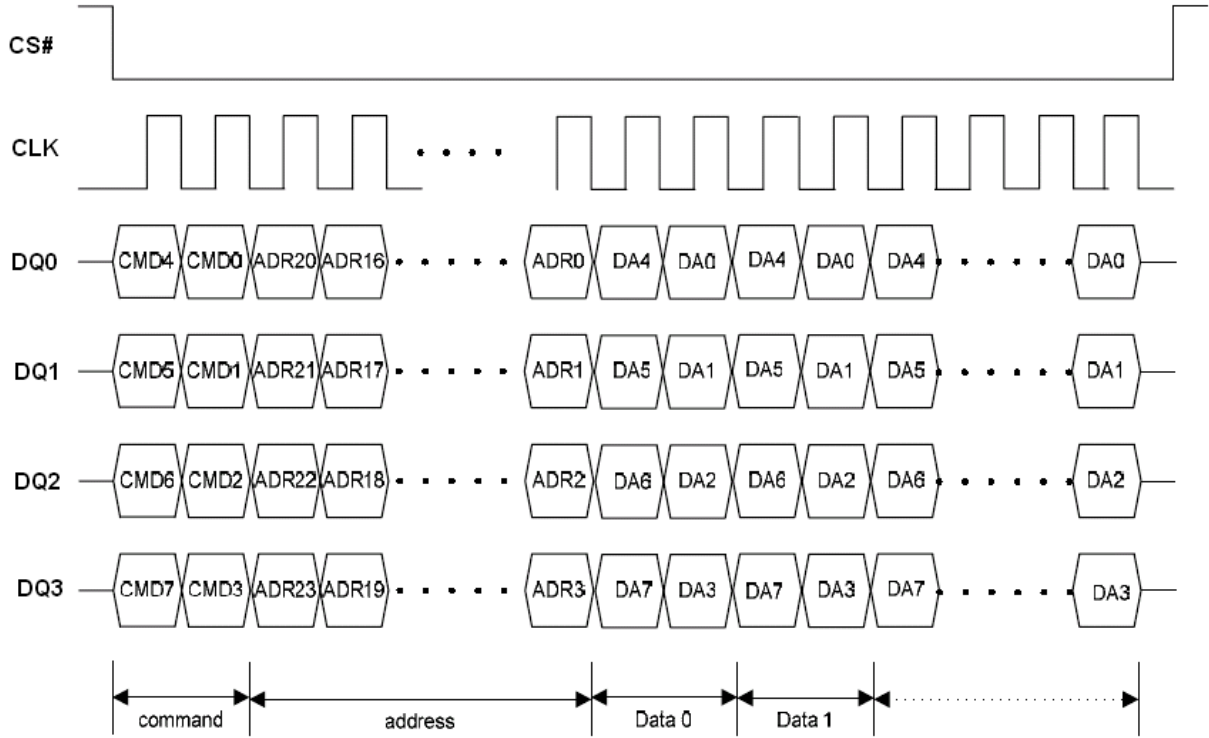 CS#
CLK
DQ0 CMD4 CMD0 ADR20 ADR16 ADR0 DA4 DA0 DA4 DA0 DA4 DA0
DQ1 CMD5 CMD1 ADR21 ADR17 ADR1 DA5 DA1 DA5 DA1 DA5 DA1
DQ2 CMD6 CMD2 ADR22 ADR18 ADR2 DA6 DA2 DA6 DA2 DA6 DA2
DQ3 CMD7 CMD3 ADR23 ADR19 ADR3 DA7 DA3 DA7 DA3 DA7 DA3
command address Data 0 Data 1